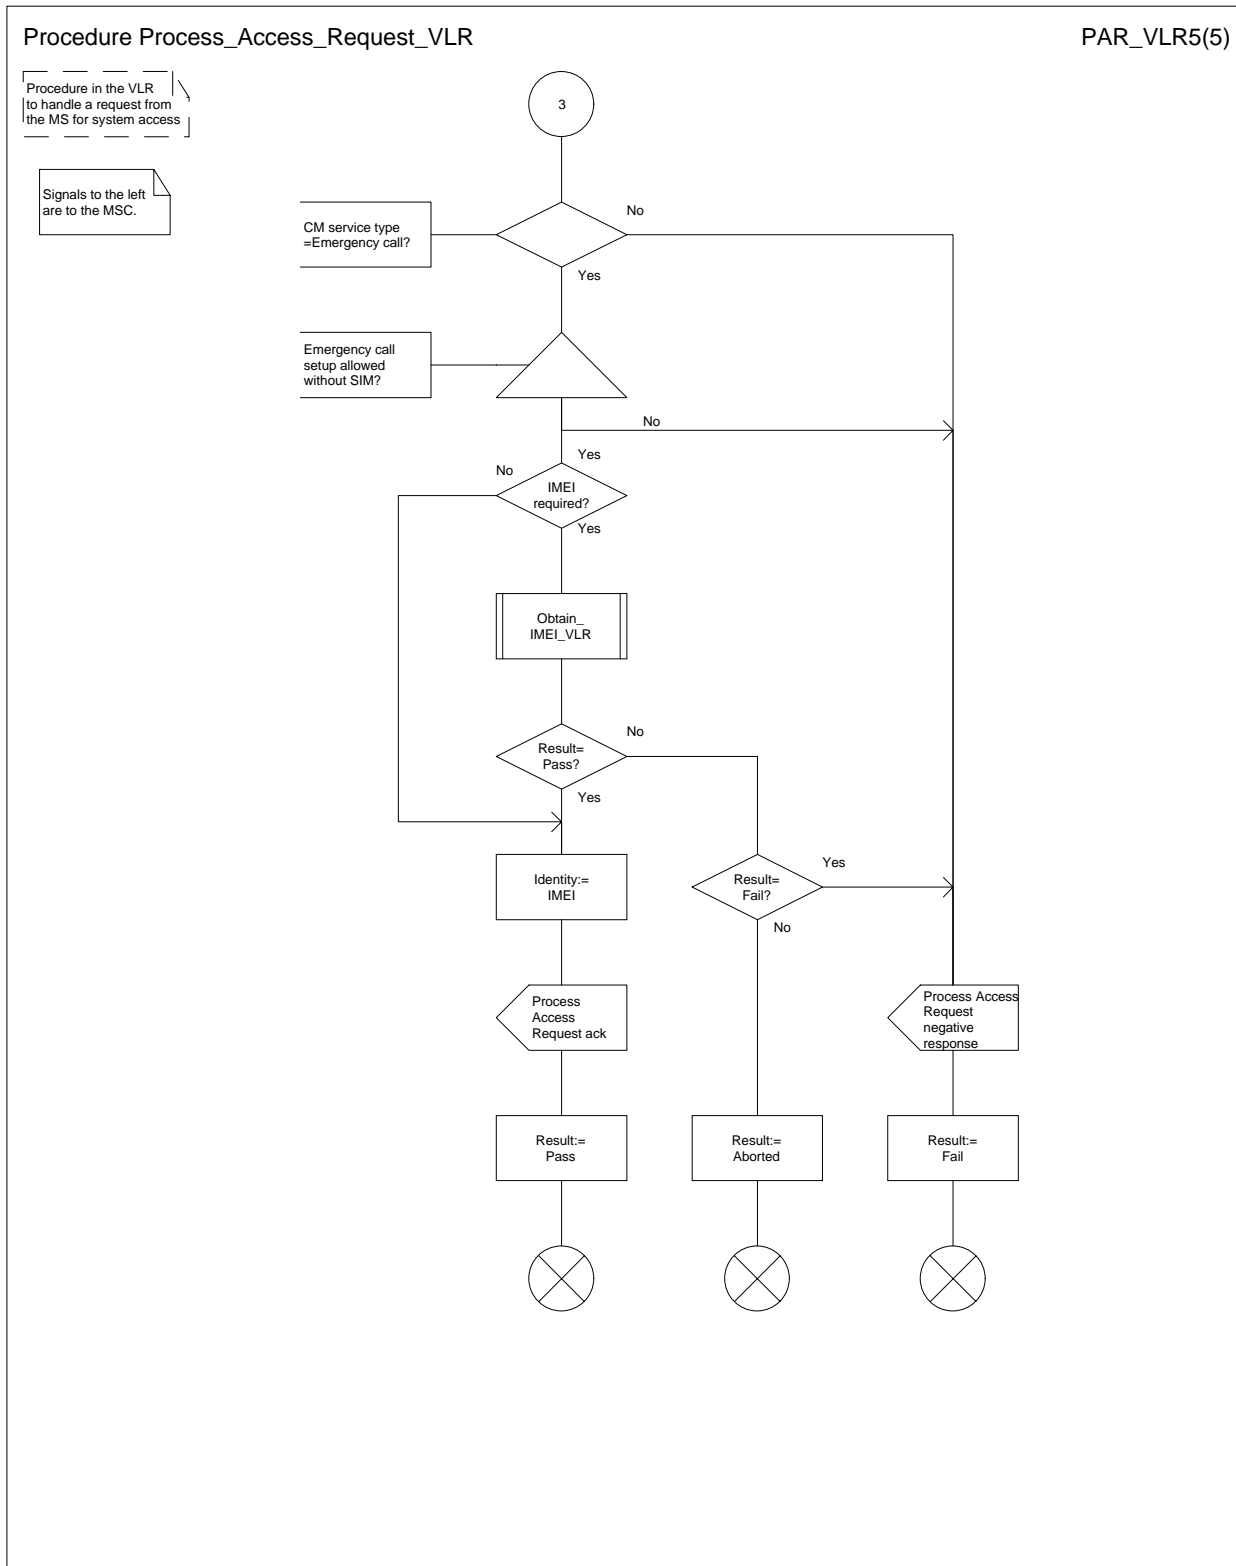 Procedure Process_Access_Request_VLR
PAR_VLR5(5)
Procedure in the VLR
to handle a request from
the MS for system access
3
Signals to the left
are to the MSC.
CM service type
=Emergency call?
No
Yes
Emergency call
setup allowed
without SIM?
No
Yes
No
IMEI
required?
Yes
Obtain_
IMEI_VLR
No
Result=
Pass?
Yes
Identity:=
IMEI
Result=
Fail?
Yes
No
Process
Access
Request ack
Process Access
Request
negative
response
Result:=
Pass
Result:=
Aborted
Result:=
Fail